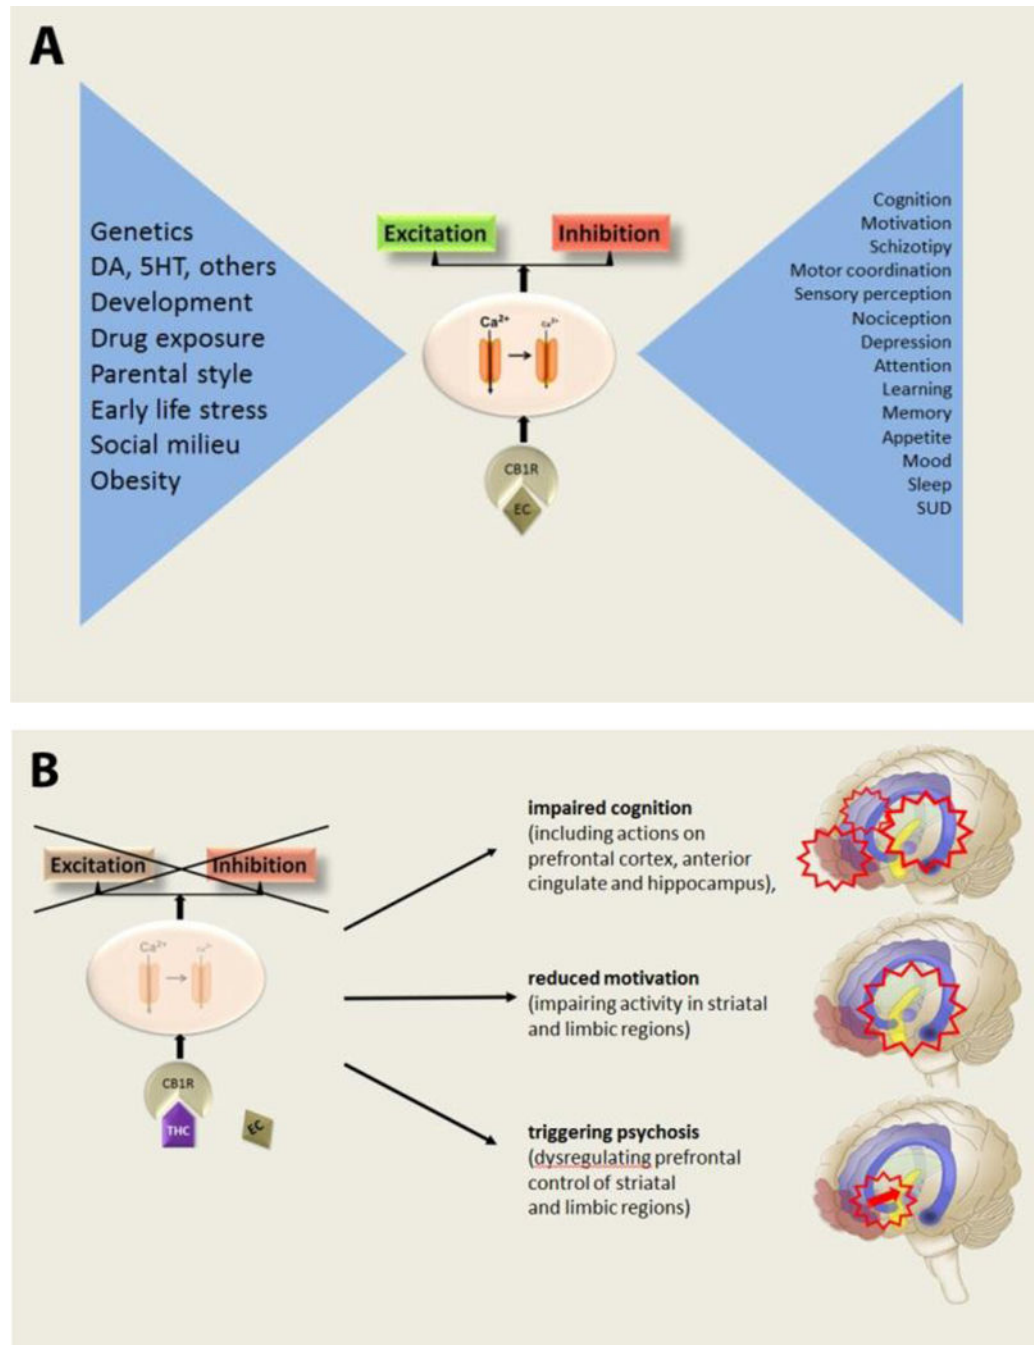 A
Genetics
DA, 5HT, others
Development
Drug exposure
Parental style
Early life stress
Social milieu
Obesity
Excitation
Inhibition
Ca²⁺
Ca²⁺
CB1R
EC
Cognition
Motivation
Schizotipy
Motor coordination
Sensory perception
Nociception
Depression
Attention
Learning
Memory
Appetite
Mood
Sleep
SUD
B
Excitation
Inhibition
Ca²⁺
Ca²⁺
CB1R
THC
EC
impaired cognition
(including actions on
prefrontal cortex, anterior
cingulate and hippocampus),
reduced motivation
(impairing activity in striatal
and limbic regions)
triggering psychosis
(dysregulating prefrontal
control of striatal
and limbic regions)